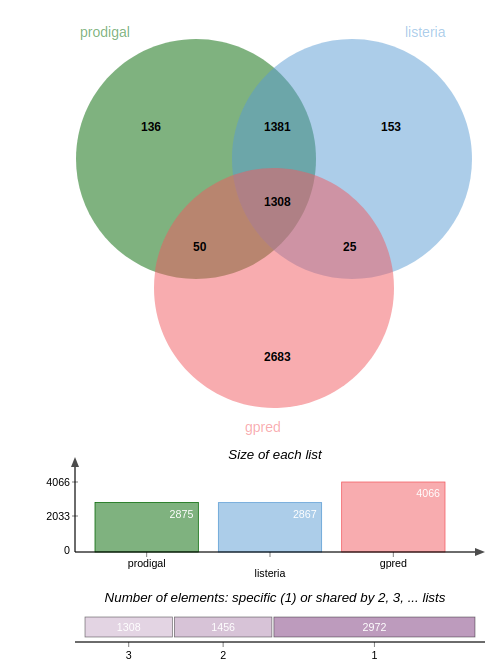 prodigal listeria
136 1381 153
1308
50 25
2683
gpred
Size of each list
4066
2033
0
2875 2867 4066
prodigal listeria gpred
Number of elements: specific (1) or shared by 2, 3, ... lists
1308 1456 2972
3 2 1